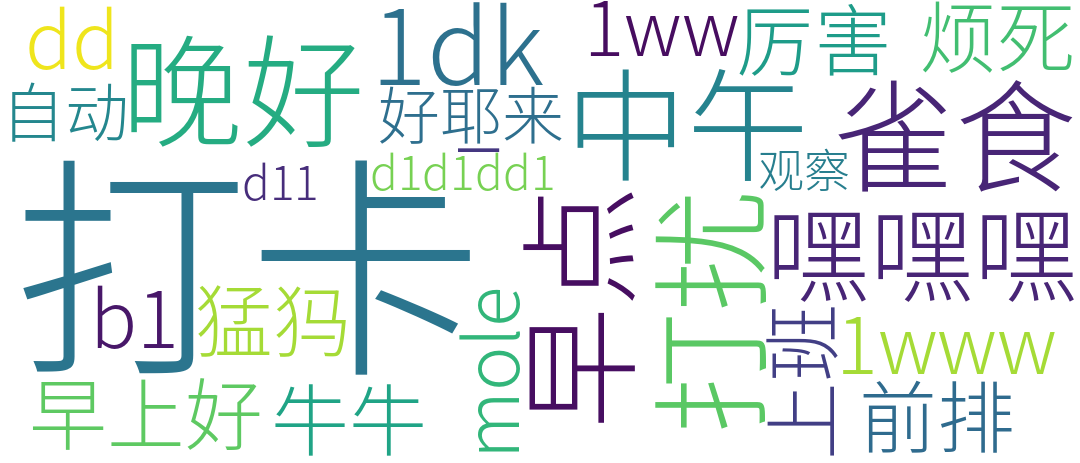 dd
晚好
1dk
1ww
厉害
烦死
自动
好耶来
中午
雀食
打卡
d11
d1d1dd1
观察
早点
打扰
嘿嘿嘿
b1
猛犸
mole
上班
1www
早上好
牛牛
前排